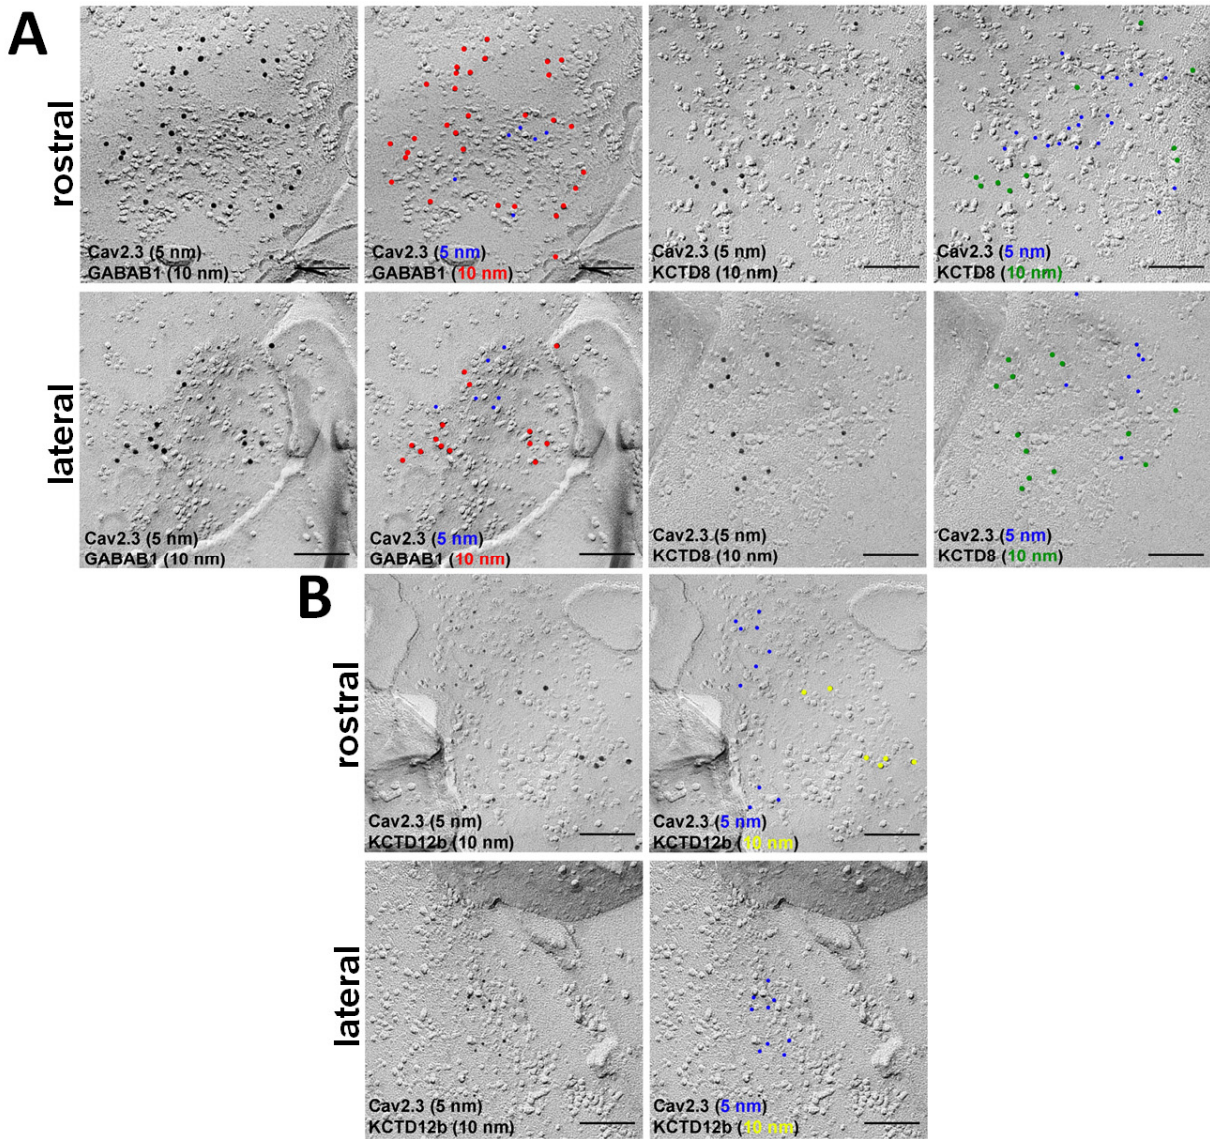 A
rostral
Cav2.3 (5 nm)
GABAB1 (10 nm)
Cav2.3 (5 nm)
GABAB1 (10 nm)
Cav2.3 (5 nm)
KCTD8 (10 nm)
Cav2.3 (5 nm)
KCTD8 (10 nm)
lateral
Cav2.3 (5 nm)
GABAB1 (10 nm)
Cav2.3 (5 nm)
GABAB1 (10 nm)
Cav2.3 (5 nm)
KCTD8 (10 nm)
Cav2.3 (5 nm)
KCTD8 (10 nm)
B
rostral
Cav2.3 (5 nm)
KCTD12b (10 nm)
Cav2.3 (5 nm)
KCTD12b (10 nm)
lateral
Cav2.3 (5 nm)
KCTD12b (10 nm)
Cav2.3 (5 nm)
KCTD12b (10 nm)